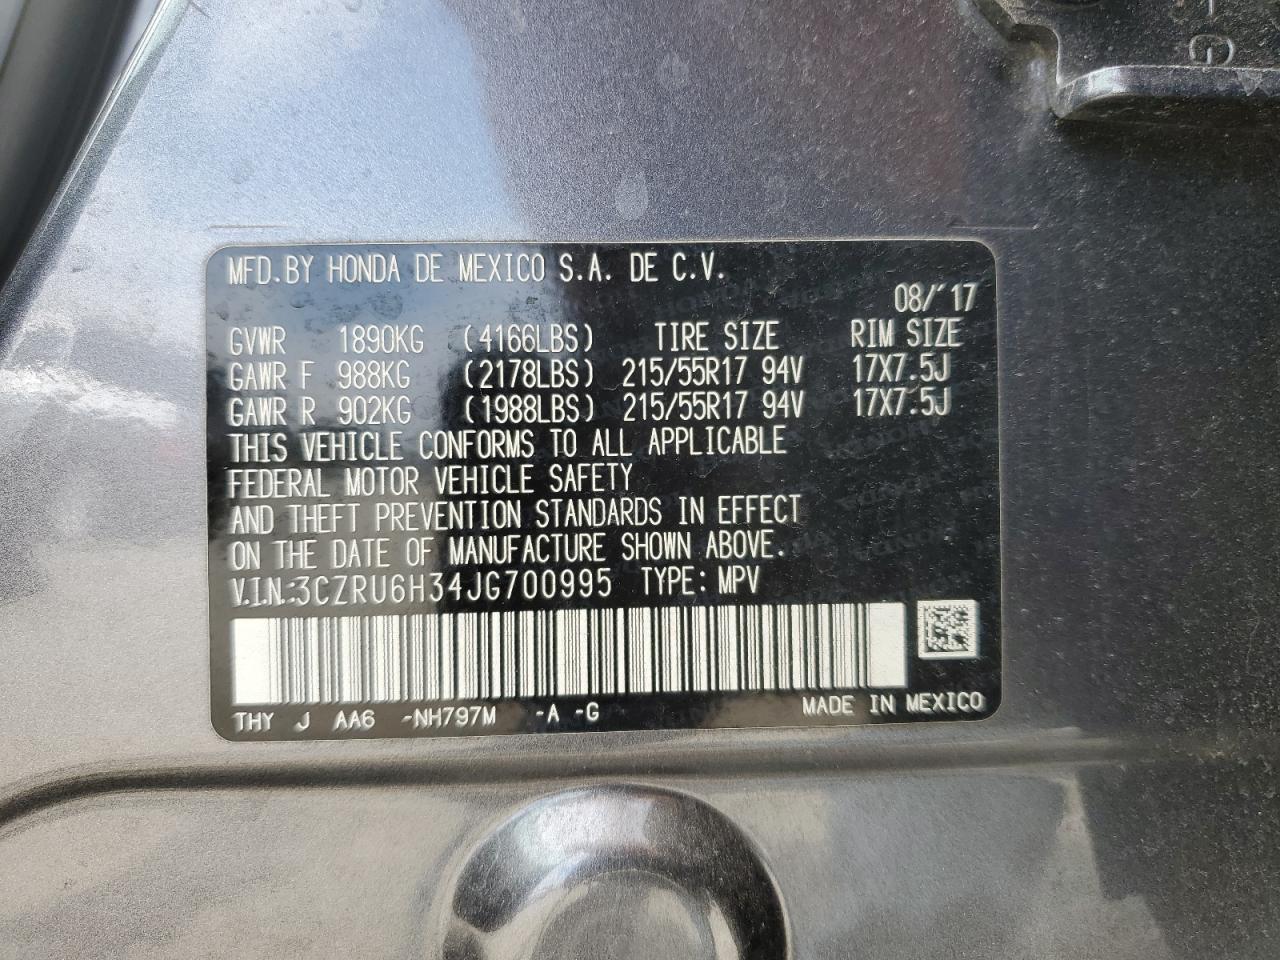 G
MFD.BY HONDA DE MEXICO S.A. DE C.V.
08/'17
GVWR 1890KG (4166LBS) TIRE SIZE RIM SIZE
GAWR F 988KG (2178LBS) 215/55R17 94V 17X7.5J
GAWR R 902KG (1988LBS) 215/55R17 94V 17X7.5J
THIS VEHICLE CONFORMS TO ALL APPLICABLE
FEDERAL MOTOR VEHICLE SAFETY
AND THEFT PREVENTION STANDARDS IN EFFECT
ON THE DATE OF MANUFACTURE SHOWN ABOVE.
V.I.N.:3CZRU6H34JG700995 TYPE: MPV
THY J AA6 -NH797M -A -G MADE IN MEXICO